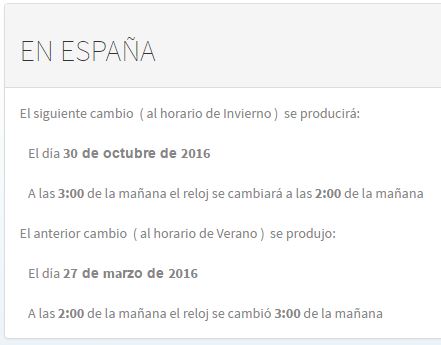 EN ESPAÑA
El siguiente cambio ( al horario de Invierno ) se producirá:
El día 30 de octubre de 2016
A las 3:00 de la mañana el reloj se cambiará a las 2:00 de la mañana
El anterior cambio ( al horario de Verano ) se produjo:
El día 27 de marzo de 2016
A las 2:00 de la mañana el reloj se cambió 3:00 de la mañana